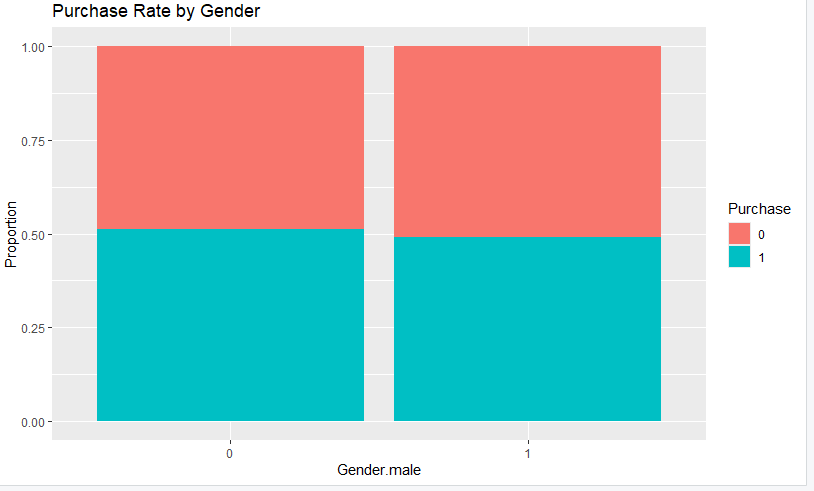 Purchase Rate by Gender
1.00
0.75
0.50
0.25
0.00
Proportion
0
1
Gender.male
Purchase
0
1